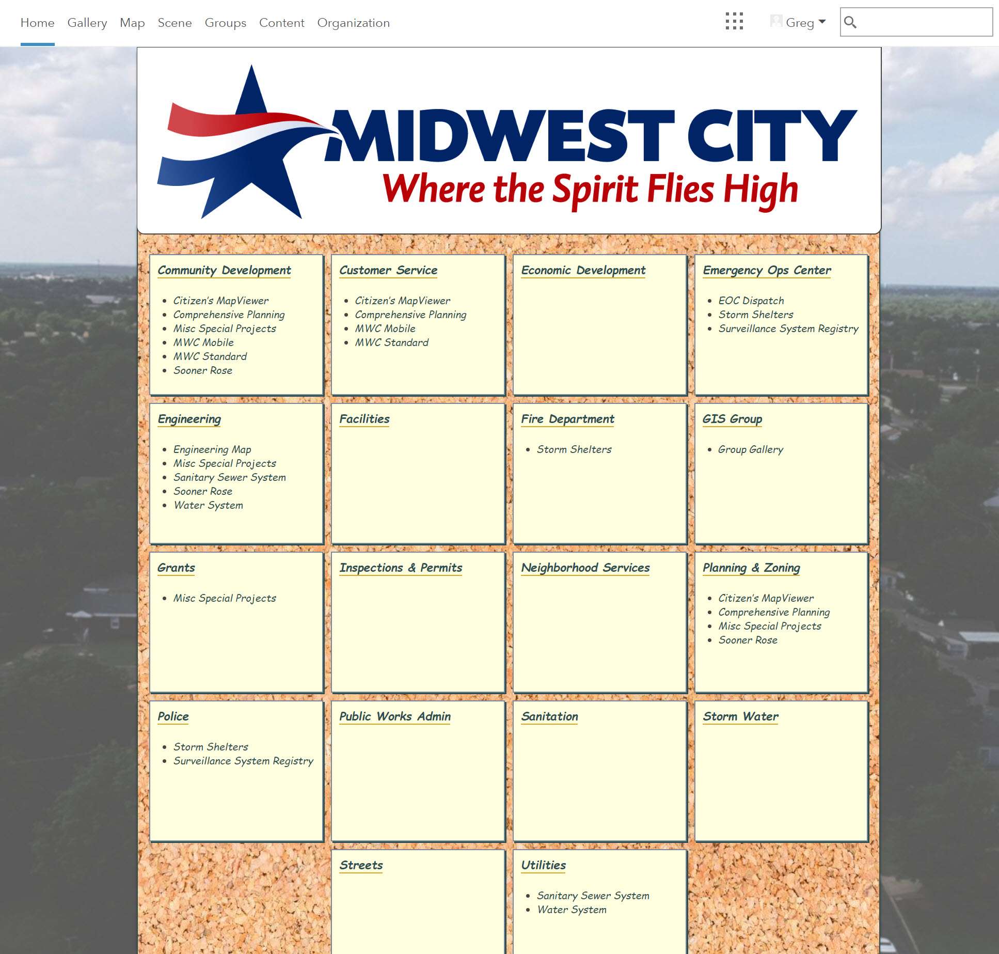 Home Gallery Map Scene Groups Content Organization Greg
MIDWEST CITY
Where the Spirit Flies High
Community Development
Citizen's MapViewer
Comprehensive Planning
Misc Special Projects
MWC Mobile
MWC Standard
Sooner Rose
Customer Service
Citizen's MapViewer
Comprehensive Planning
MWC Mobile
MWC Standard
Economic Development
Emergency Ops Center
EOC Dispatch
Storm Shelters
Surveillance System Registry
Engineering
Engineering Map
Misc Special Projects
Sanitary Sewer System
Sooner Rose
Water System
Facilities
Fire Department
Storm Shelters
GIS Group
Group Gallery
Grants
Misc Special Projects
Inspections & Permits
Neighborhood Services
Planning & Zoning
Citizen's MapViewer
Comprehensive Planning
Misc Special Projects
Sooner Rose
Police
Storm Shelters
Surveillance System Registry
Public Works Admin
Sanitation
Storm Water
Streets
Utilities
Sanitary Sewer System
Water System